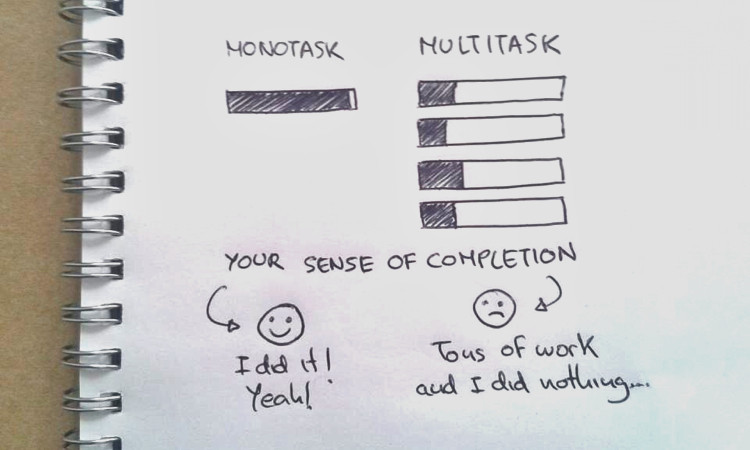 MONOTASK
MULTITASK
YOUR SENSE OF COMPLETION
I did it!
Yeah!
Tons of work
and I did nothing...